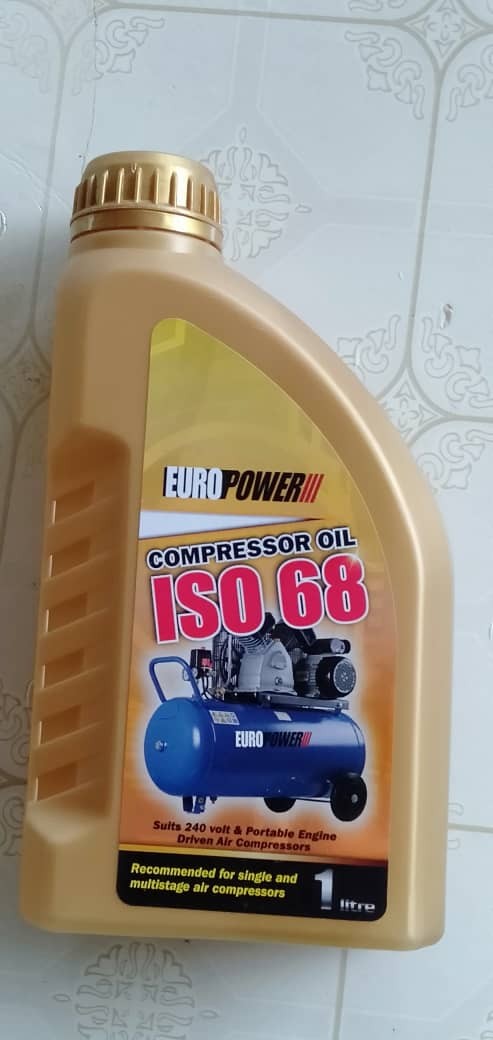 EUROPOWER
COMPRESSOR OIL
ISO 68
EUROPOWER
Suits 240 volt & Portable Engine
Driven Air Compressors
Recommended for single and
multistage air compressors
1 litre